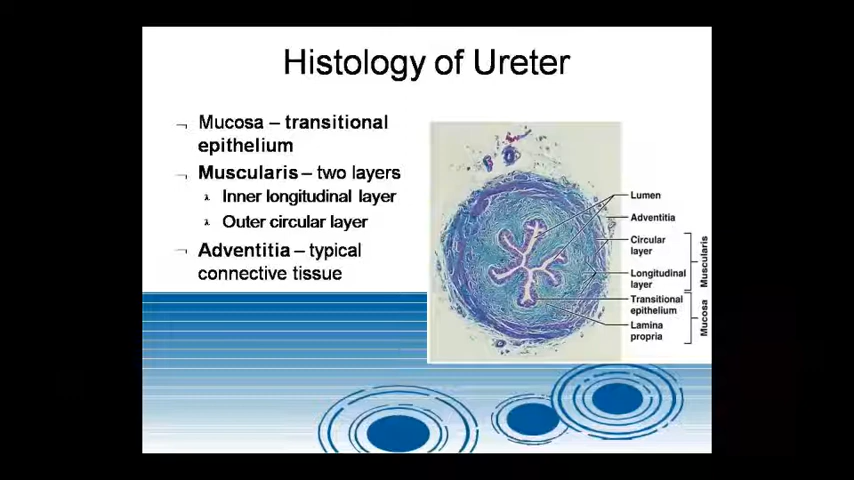 Histology of Ureter
Mucosa – transitional
epithelium
Muscularis – two layers
Inner longitudinal layer
Outer circular layer
Adventitia – typical
connective tissue
Lumen
Adventitia
Circular
layer
Longitudinal
layer
Muscularis
Transitional
epithelium
Lamina
propria
Mucosa